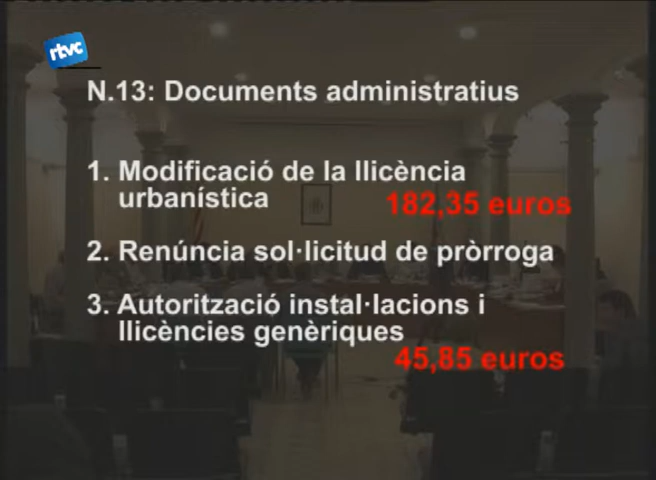 rtvc
N.13: Documents administratius
1. Modificació de la llicència
urbanística
182,35 euros
2. Renúncia sol·licitud de pròrroga
3. Autorització instal·lacions i
llicències genèriques
45,85 euros